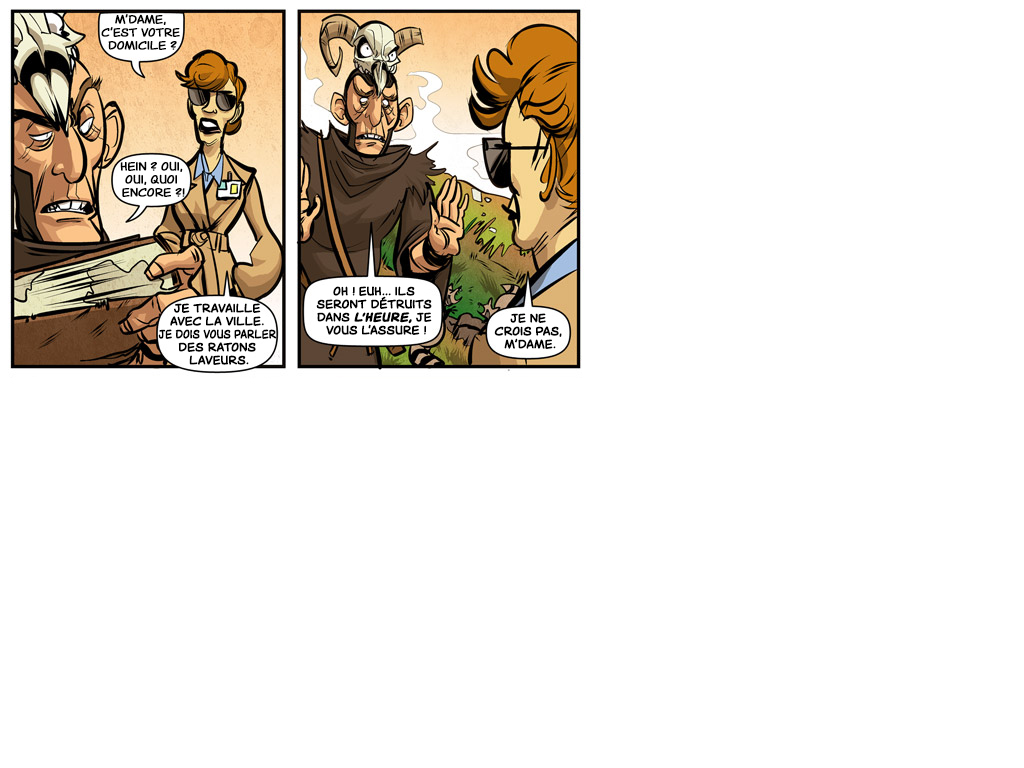 M'DAME,
C'EST VOTRE
DOMICILE ?
HEIN ? OUI,
OUI, QUOI
ENCORE ?!
JE TRAVAILLE
AVEC LA VILLE.
JE DOIS VOUS PARLER
DES RATONS
LAVEURS.
OH ! EUH... ILS
SERONT DÉTRUITS
DANS L'HEURE, JE
VOUS L'ASSURE !
JE NE
CROIS PAS,
M'DAME.